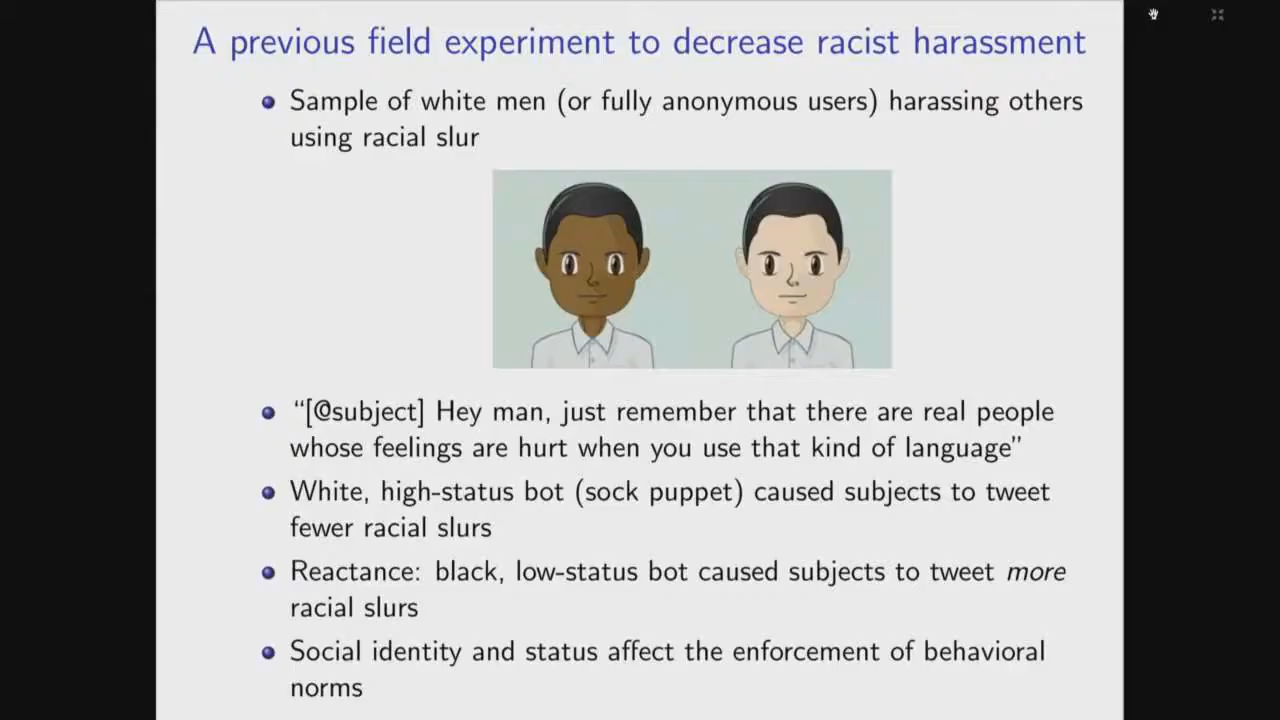 A previous field experiment to decrease racist harassment
Sample of white men (or fully anonymous users) harassing others
using racial slur
“[@subject] Hey man, just remember that there are real people
whose feelings are hurt when you use that kind of language”
White, high-status bot (sock puppet) caused subjects to tweet
fewer racial slurs
Reactance: black, low-status bot caused subjects to tweet more
racial slurs
Social identity and status affect the enforcement of behavioral
norms